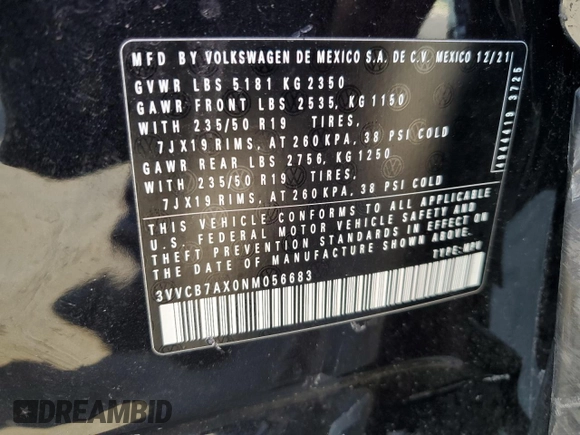 MFD BY VOLKSWAGEN DE MEXICO S.A. DE C.V. MEXICO 12/21
GVWR LBS 5181 KG 2350
GAWR FRONT LBS 2535, KG 1150
WITH 235/50 R19 TIRES,
7JX19 RIMS, AT 260 KPA, 38 PSI COLD
GAWR REAR LBS 2756, KG 1250
WITH 235/50 R19 TIRES,
7JX19 RIMS, AT 260 KPA, 38 PSI COLD
THIS VEHICLE CONFORMS TO ALL APPLICABLE
U.S. FEDERAL MOTOR VEHICLE SAFETY AND
THEFT PREVENTION STANDARDS IN EFFECT ON
THE DATE OF MANUFACTURE SHOWN ABOVE.
TYPE: MPV
3VVCB7AX0NM056683
3725
DREAMBID